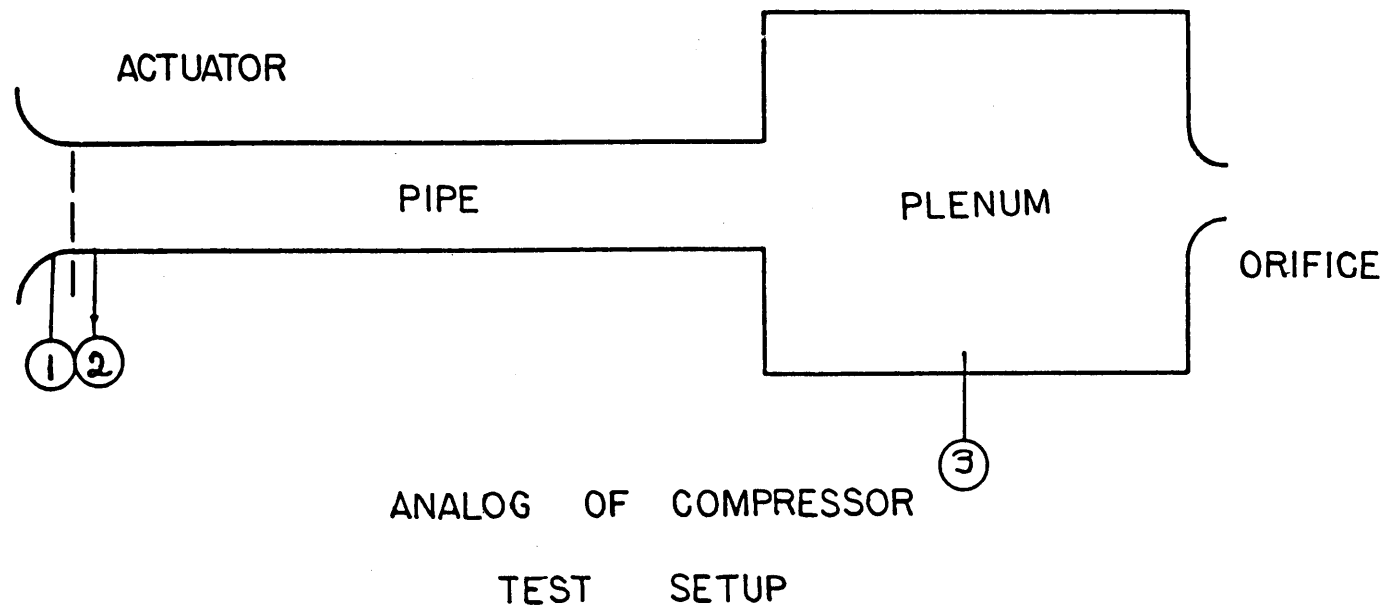 ACTUATOR
PIPE
PLENUM
ORIFICE
1 2
3
ANALOG OF COMPRESSOR
TEST SETUP